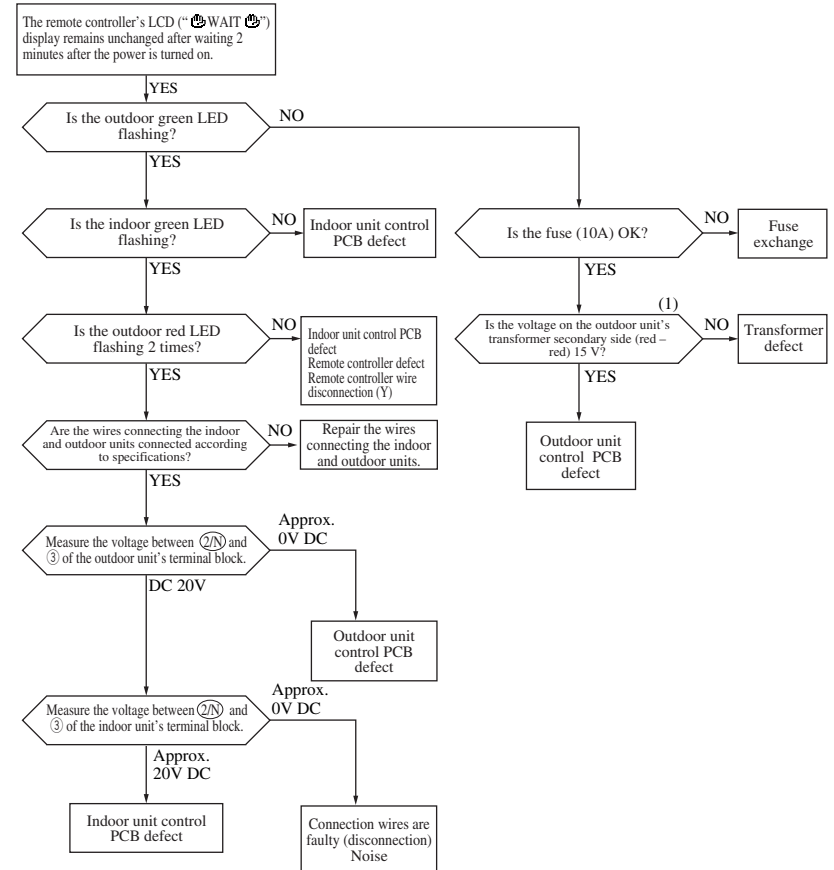 The remote controller's LCD (“ WAIT ”)
display remains unchanged after waiting 2
minutes after the power is turned on.
YES
Is the outdoor green LED
flashing?
NO
YES
Is the indoor green LED
flashing?
NO
Indoor unit control
PCB defect
Is the fuse (10A) OK?
NO
Fuse
exchange
YES
YES
(1)
Is the outdoor red LED
flashing 2 times?
NO
Indoor unit control PCB
defect
Remote controller defect
Remote controller wire
disconnection (Y)
Is the voltage on the outdoor unit's
transformer secondary side (red –
red) 15 V?
NO
Transformer
defect
YES
YES
Are the wires connecting the indoor
and outdoor units connected according
to specifications?
NO
Repair the wires
connecting the indoor
and outdoor units.
Outdoor unit
control PCB
defect
YES
Measure the voltage between (2/N) and
③ of the outdoor unit's terminal block.
Approx.
0V DC
DC 20V
Outdoor unit
control PCB
defect
Measure the voltage between (2/N) and
③ of the indoor unit's terminal block.
Approx.
0V DC
Approx.
20V DC
Indoor unit control
PCB defect
Connection wires are
faulty (disconnection)
Noise